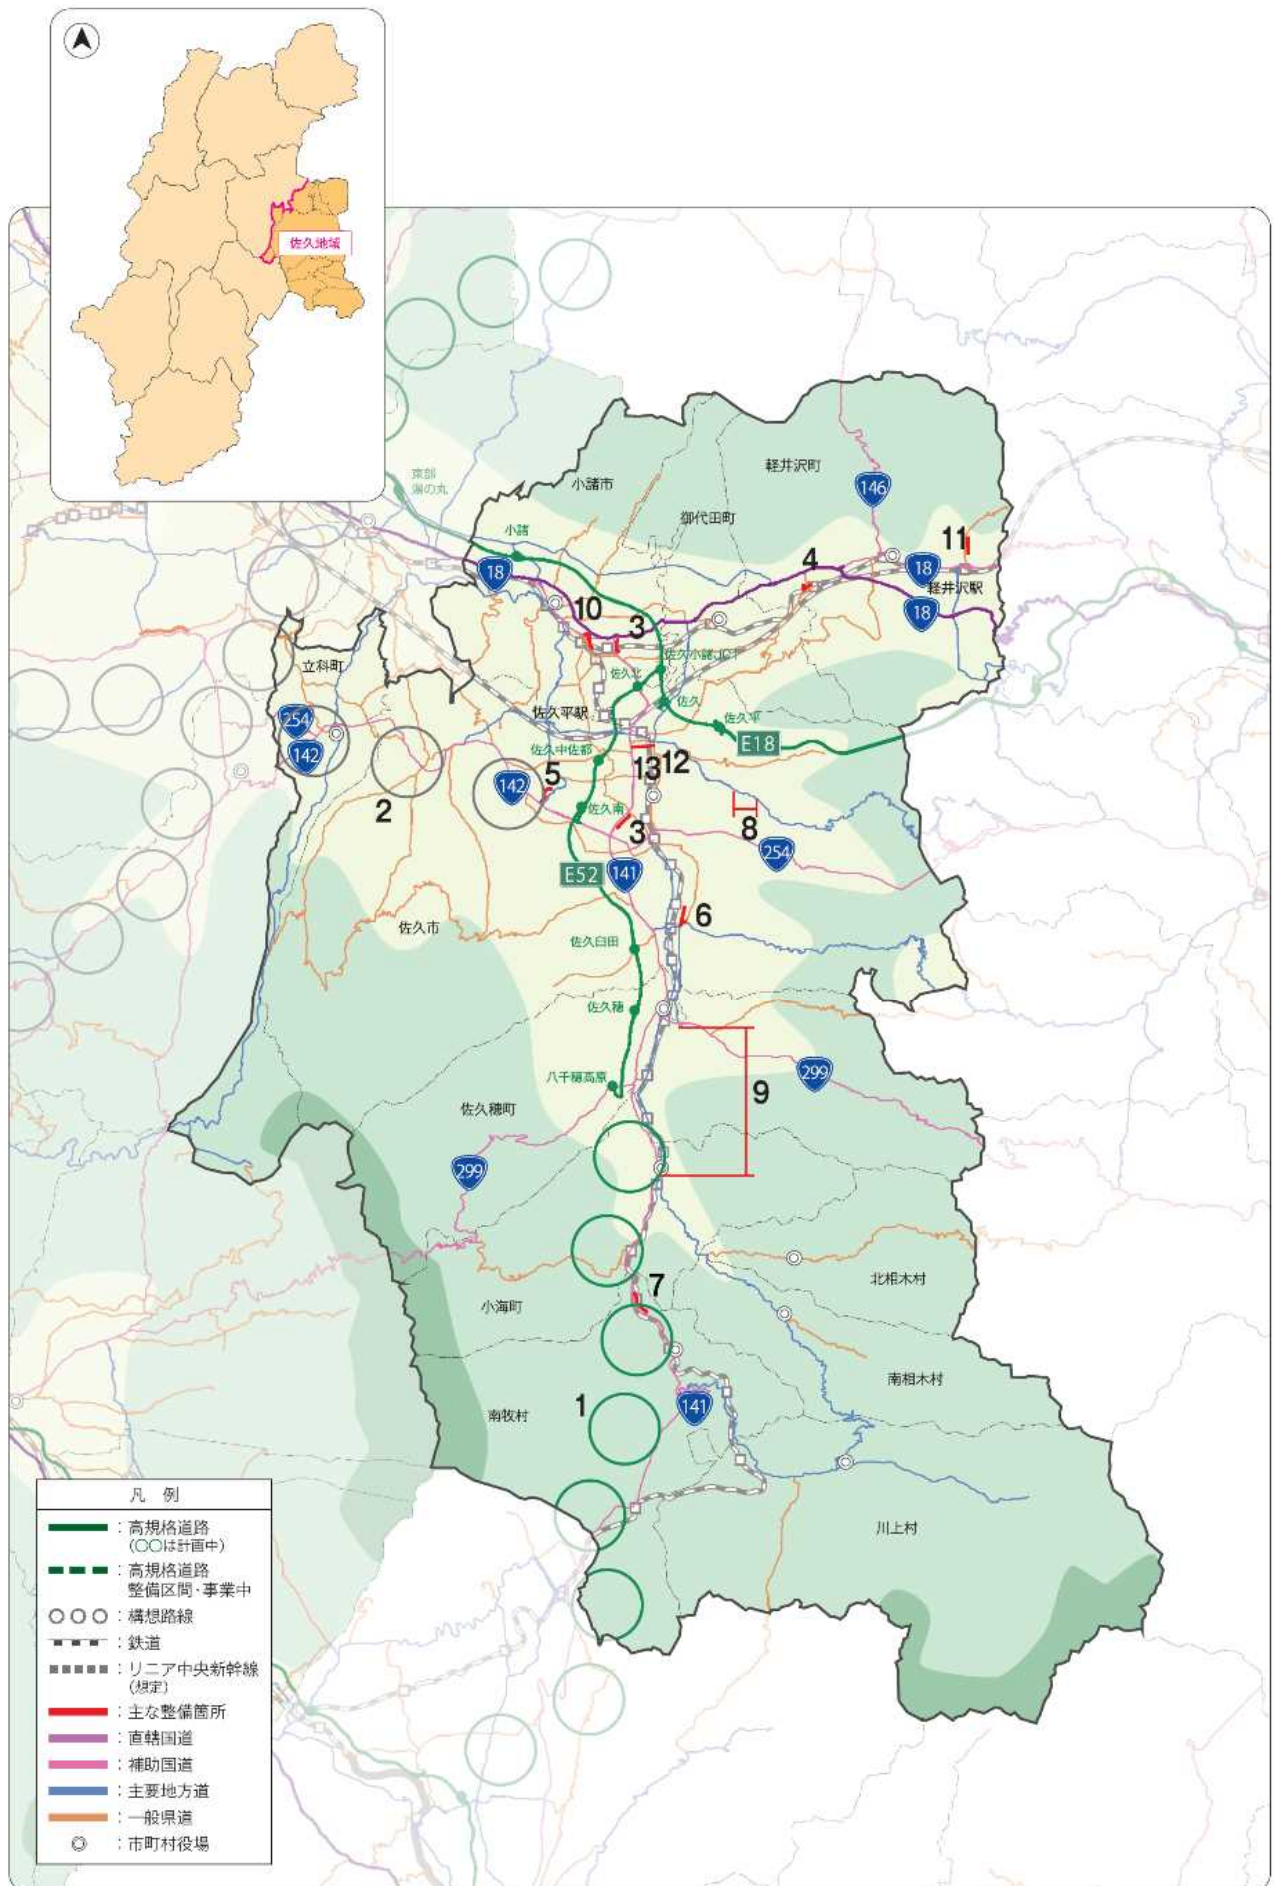 佐久地域
東部
湯の丸
小諸市
軽井沢町
146
御代田町
小諸
18
11
4
18
軽井沢駅
18
10
3
佐久小諸JCT
立科町
佐久北
佐久
254
佐久平駅
佐久平
E18
142
佐久中佐都
13
12
5
142
2
佐久南
3
8
254
E52
141
6
佐久市
佐久臼田
佐久穂
八千穂高原
299
9
佐久穂町
299
北相木村
小海町
7
南相木村
1
141
南牧村
川上村
凡 例
:高規格道路
(〇〇は計画中)
:高規格道路
整備区間・事業中
:構想路線
:鉄道
:リニア中央新幹線
(想定)
:主な整備箇所
:直轄国道
:補助国道
:主要地方道
:一般県道
:市町村役場